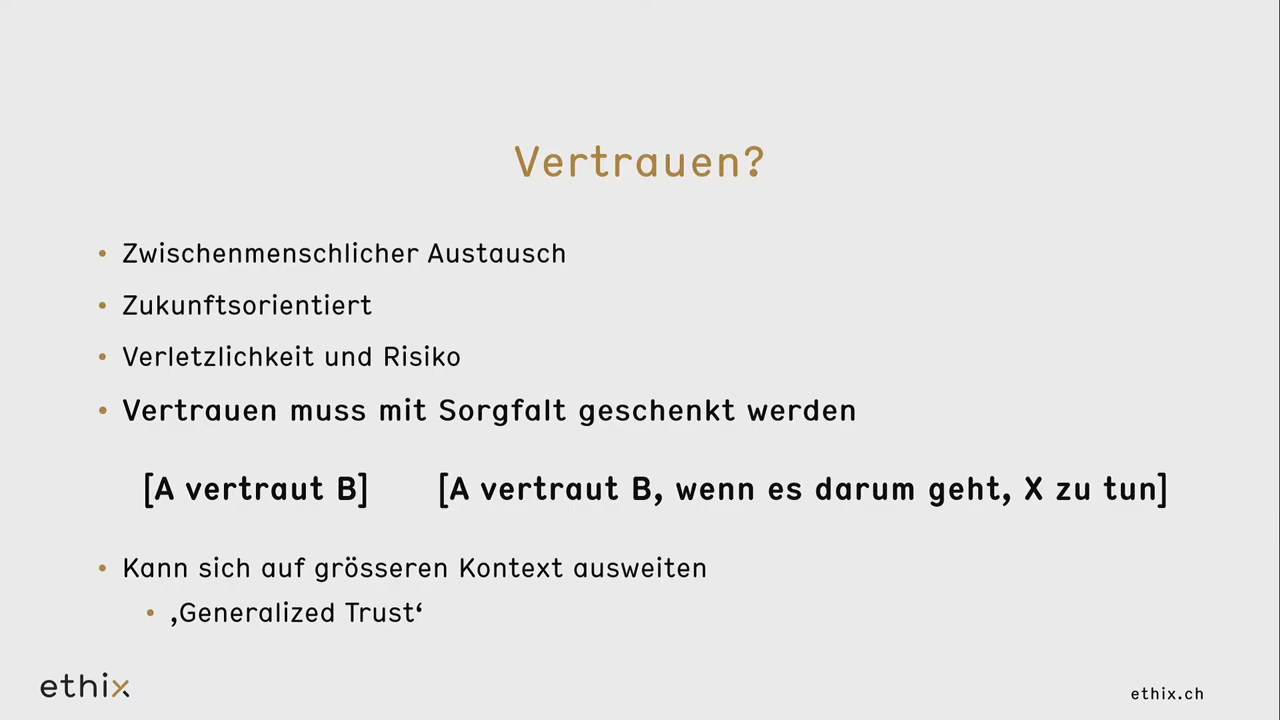 Vertrauen?
• Zwischenmenschlicher Austausch
• Zukunftsorientiert
• Verletzlichkeit und Risiko
• Vertrauen muss mit Sorgfalt geschenkt werden
[A vertraut B] [A vertraut B, wenn es darum geht, X zu tun]
• Kann sich auf grösseren Kontext ausweiten
• ‚Generalized Trust‘
ethix
ethix.ch